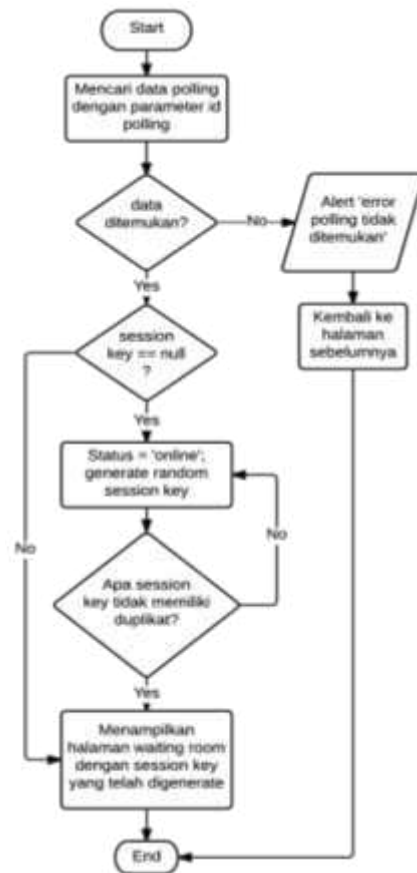 Start
Mencari data polling
dengan parameter id
polling
data
ditemukan?
No
Alert 'error
polling tidak
ditemukan'
Yes
Kembali ke
halaman
sebelumnya
session
key == null
?
Yes
Status = 'online';
generate random
session key
No
No
Apa session
key tidak memiliki
duplikat?
Yes
Menampilkan
halaman waiting room
dengan session key
yang telah digenerate
End